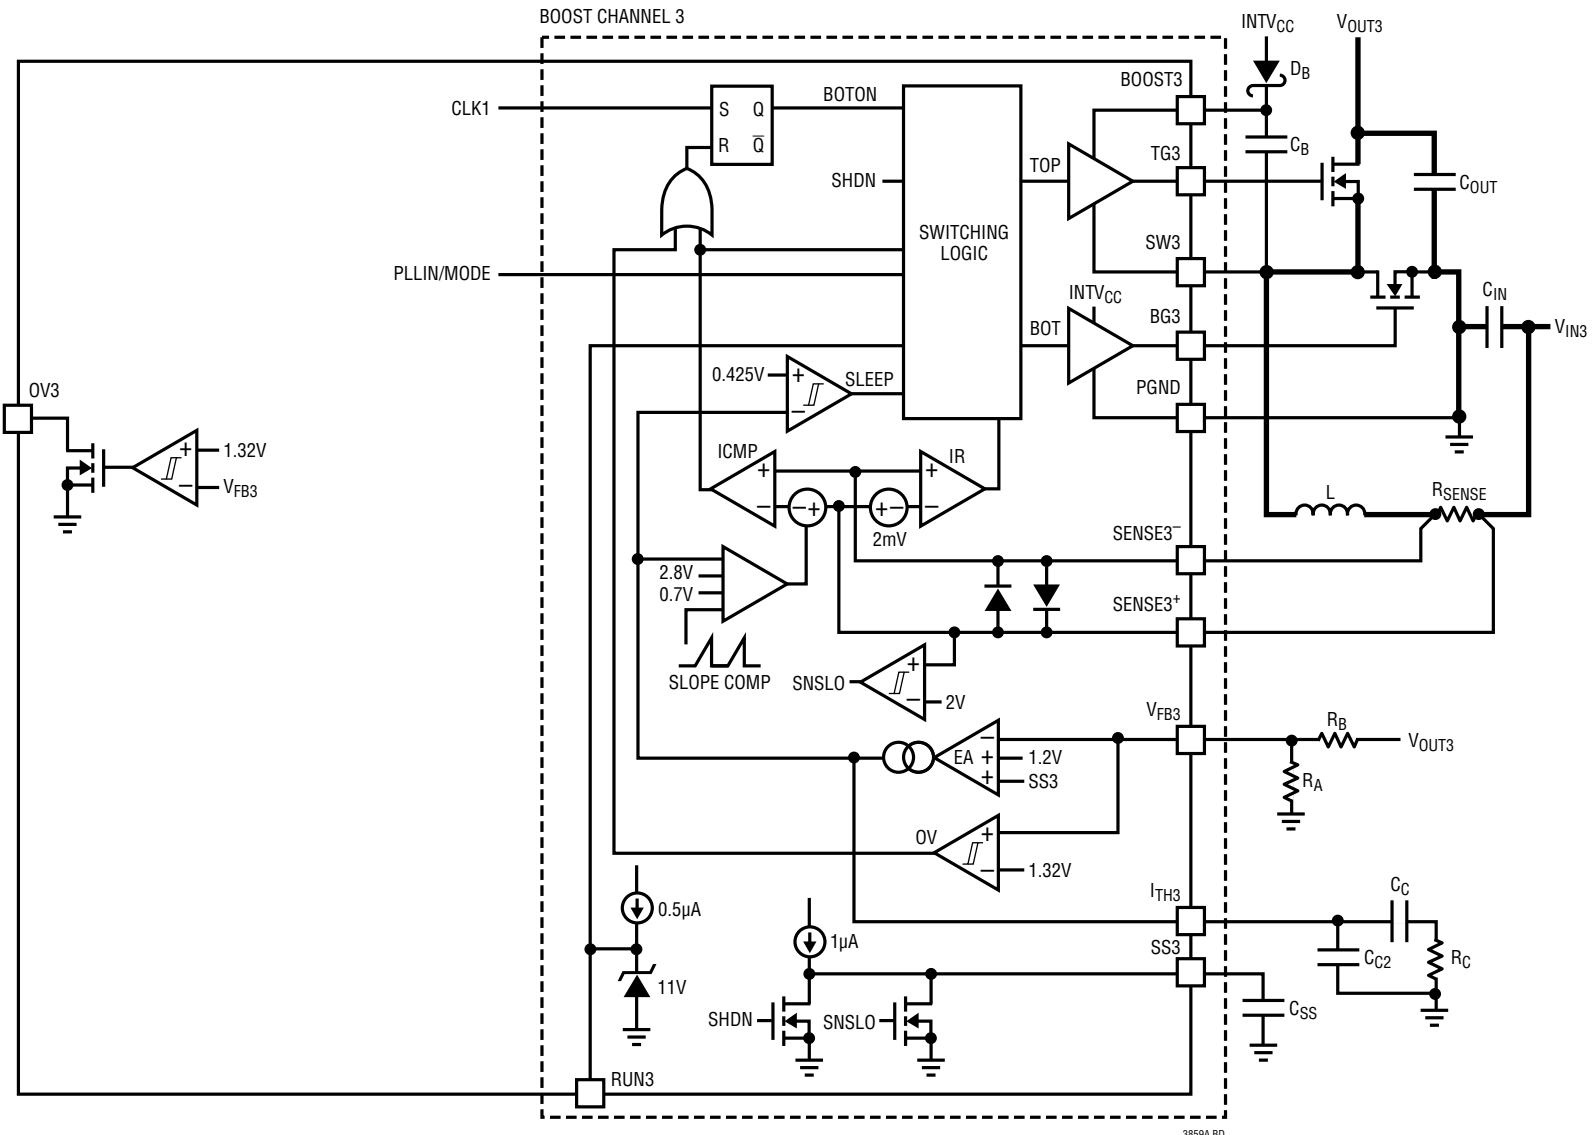 BOOST CHANNEL 3
INTVCC
VOUT3
DB
BOOST3
CLK1
S Q
R Q̅
BOTON
CB
TG3
TOP
SHDN
COUT
SWITCHING
LOGIC
SW3
PLLIN/MODE
INTVCC
CIN
BG3
BOT
VIN3
0.425V
+
−
SLEEP
PGND
OV3
+
−
1.32V
VFB3
ICMP
+
−
− +
+ −
2mV
IR
+
−
L
RSENSE
SENSE3−
2.8V
0.7V
SENSE3+
SLOPE COMP
SNSLO
+
−
2V
VFB3
RB
VOUT3
EA
−
+
+
1.2V
SS3
RA
OV
+
−
1.32V
ITH3
CC
0.5µA
1µA
SS3
CC2
RC
11V
SHDN
SNSLO
CSS
RUN3
3859A BD